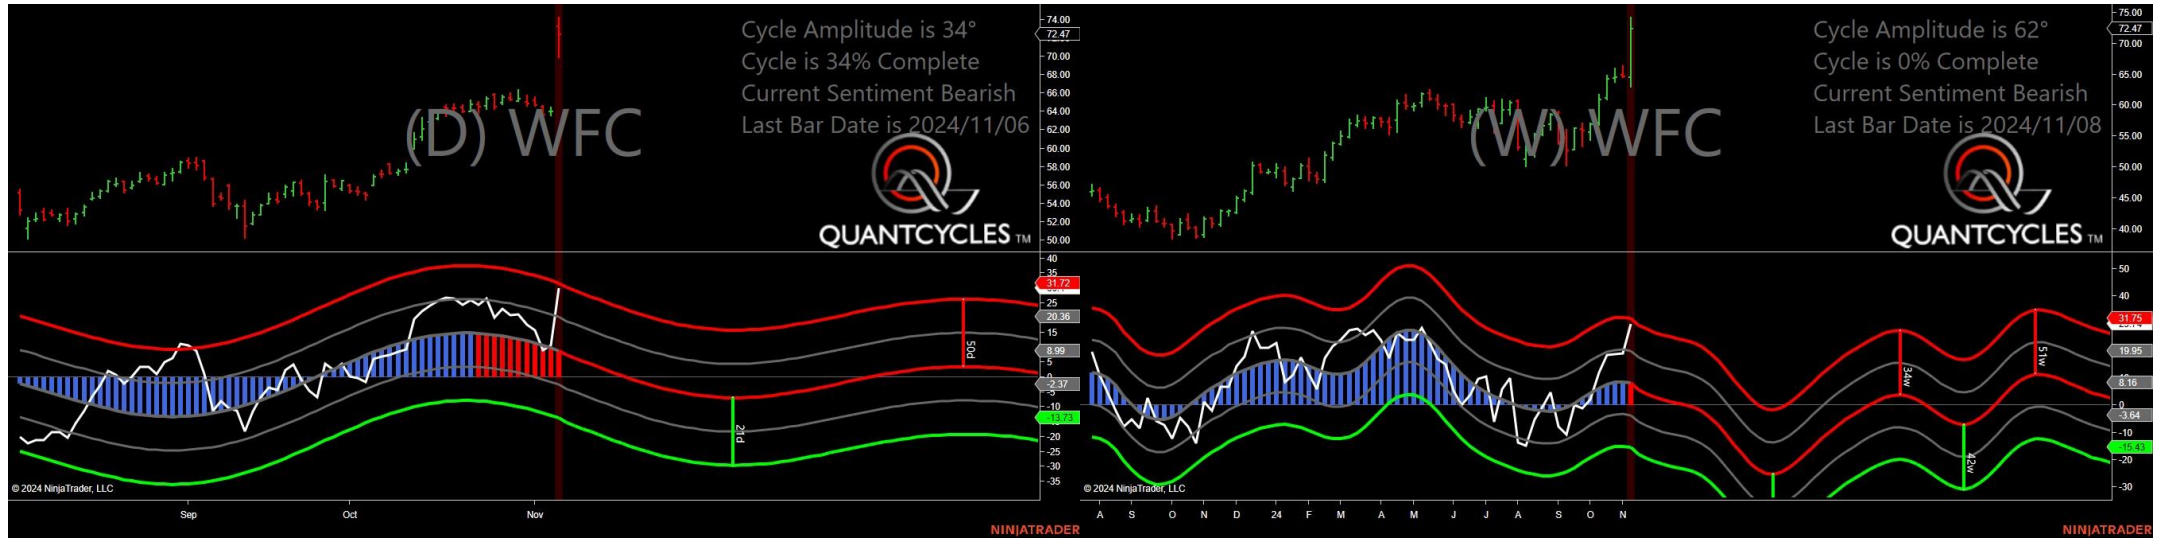 Cycle Amplitude is 34°
Cycle is 34% Complete
Current Sentiment Bearish
Last Bar Date is 2024/11/06
(D) WFC
QUANTCYCLES TM
74.00
72.47
70.00
68.00
66.00
64.00
62.00
60.00
58.00
56.00
54.00
52.00
50.00
40
35
31.72
25
20.36
15
8.99
5
0
-2.37
-5
-10
-13.73
-20
-25
-30
-35
50d
21d
© 2024 NinjaTrader, LLC
Sep
Oct
Nov
NINJATRADER
Cycle Amplitude is 62°
Cycle is 0% Complete
Current Sentiment Bearish
Last Bar Date is 2024/11/08
(W) WFC
QUANTCYCLES TM
75.00
72.47
70.00
65.00
60.00
55.00
50.00
45.00
40.00
50
40
31.75
19.95
8.16
0
-3.64
-10
-15.43
-20
-30
34w
51w
42w
© 2024 NinjaTrader, LLC
A S O N D 24 F M A M J J A S O N
NINJATRADER